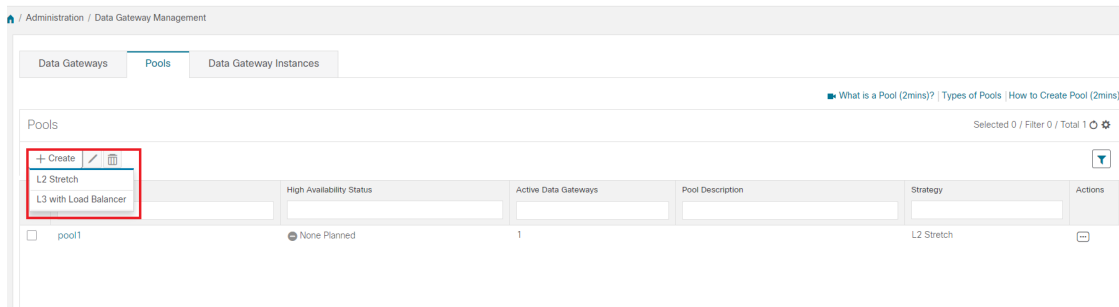 / Administration / Data Gateway Management
Data Gateways Pools Data Gateway Instances
What is a Pool (2mins)? | Types of Pools | How to Create Pool (2mins)
Pools Selected 0 / Filter 0 / Total 1
+ Create
L2 Stretch
L3 with Load Balancer
High Availability Status Active Data Gateways Pool Description Strategy Actions
pool1 None Planned 1 L2 Stretch